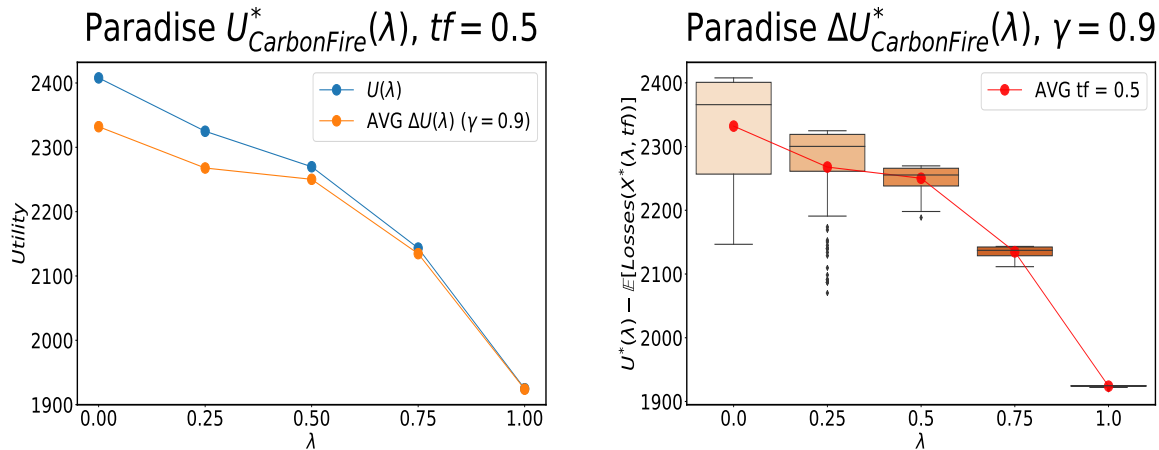 Paradise U*CarbonFire(λ), tf = 0.5
U(λ)
AVG ΔU(λ) (γ = 0.9)
Utility
2400
2300
2200
2100
2000
1900
0.00 0.25 0.50 0.75 1.00
λ
Paradise ΔU*CarbonFire(λ), γ = 0.9
AVG tf = 0.5
U*(λ) − 𝔼[Losses(X*(λ, tf))]
2400
2300
2200
2100
2000
1900
0.0 0.25 0.5 0.75 1.0
λ